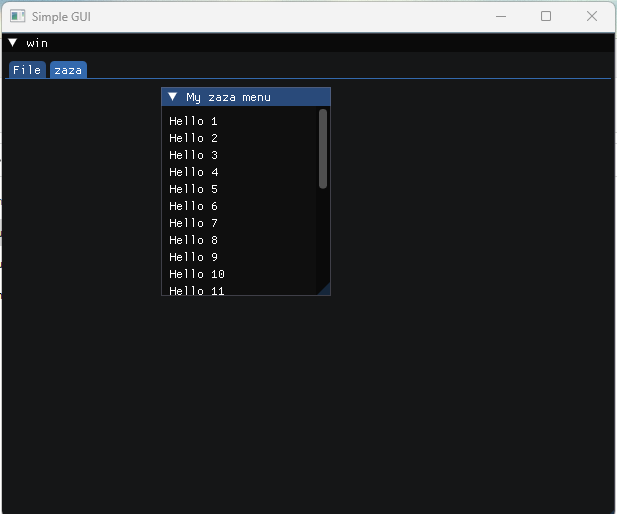 Simple GUI
win
File zaza
My zaza menu
Hello 1
Hello 2
Hello 3
Hello 4
Hello 5
Hello 6
Hello 7
Hello 8
Hello 9
Hello 10
Hello 11